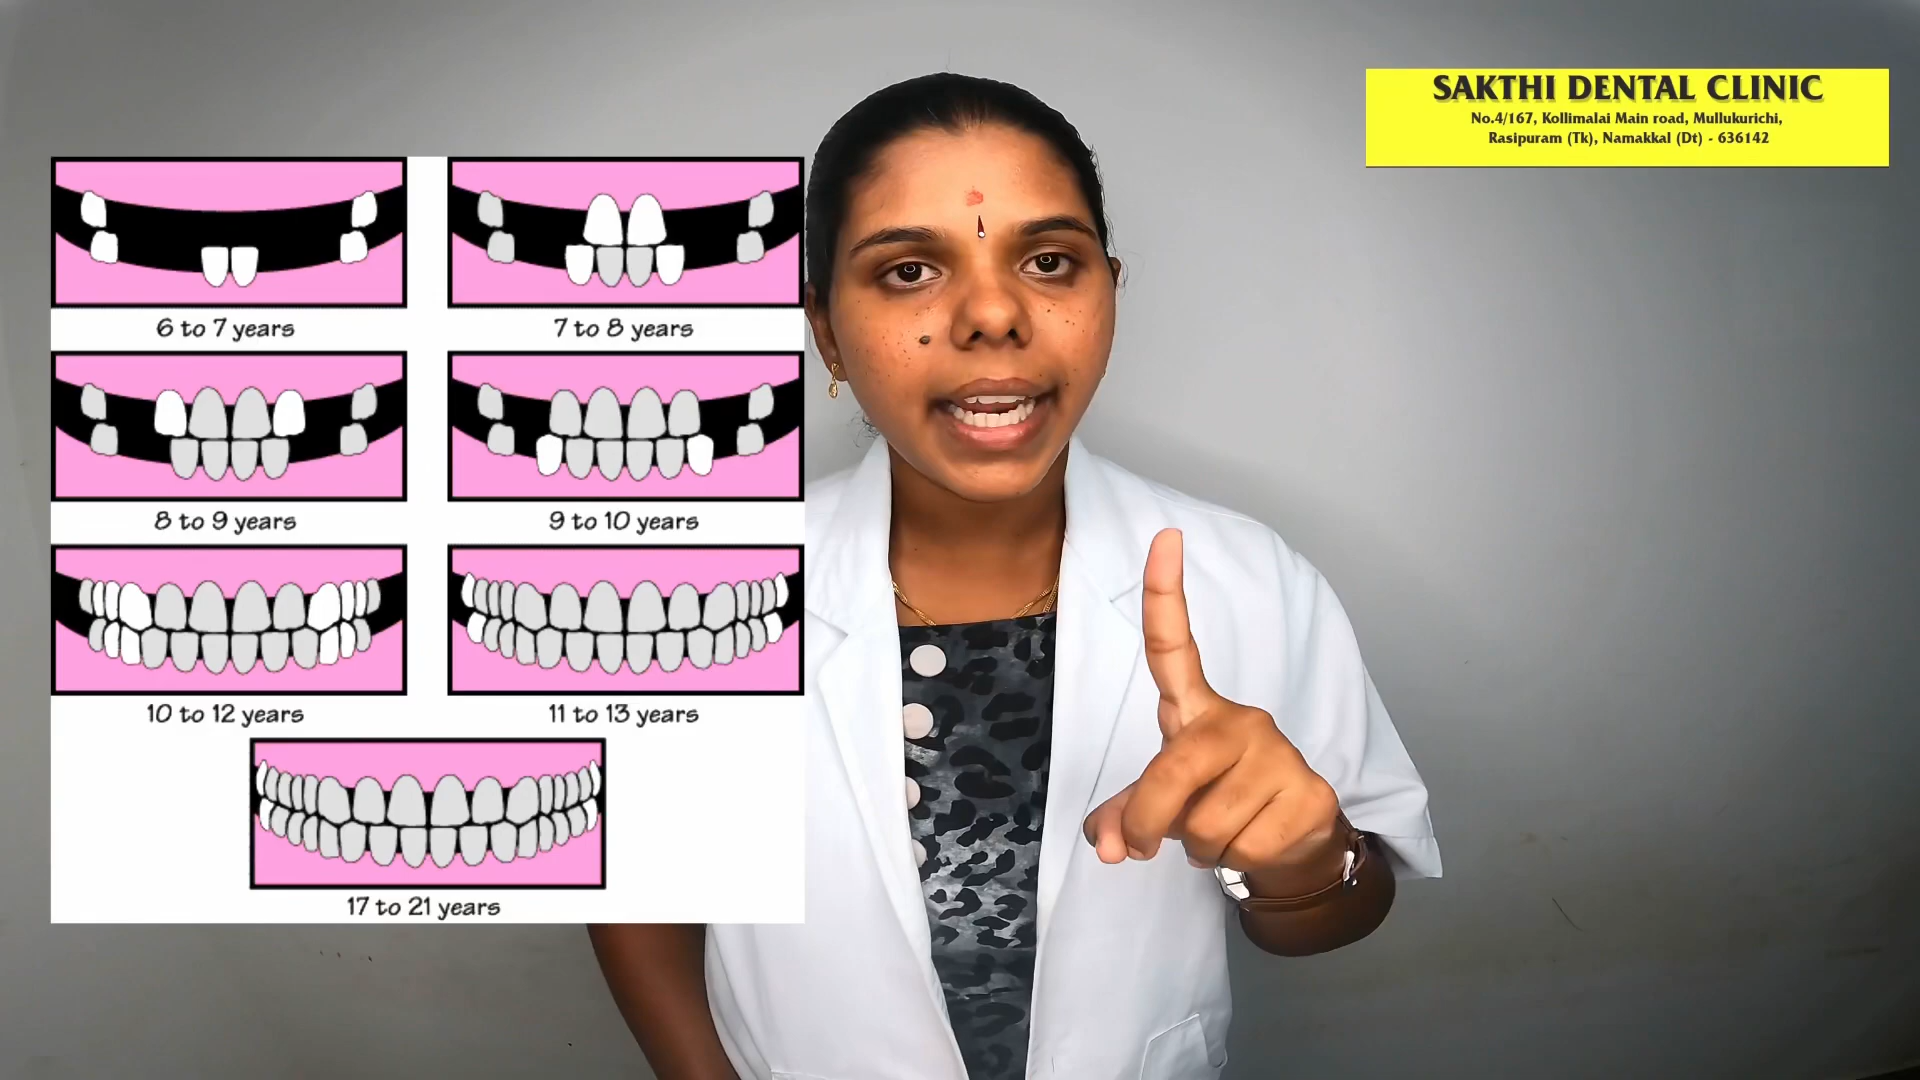 SAKTHI DENTAL CLINIC
No.4/167, Kollimalai Main road, Mullukurichi,
Rasipuram (Tk), Namakkal (Dt) - 636142
6 to 7 years
7 to 8 years
8 to 9 years
9 to 10 years
10 to 12 years
11 to 13 years
17 to 21 years